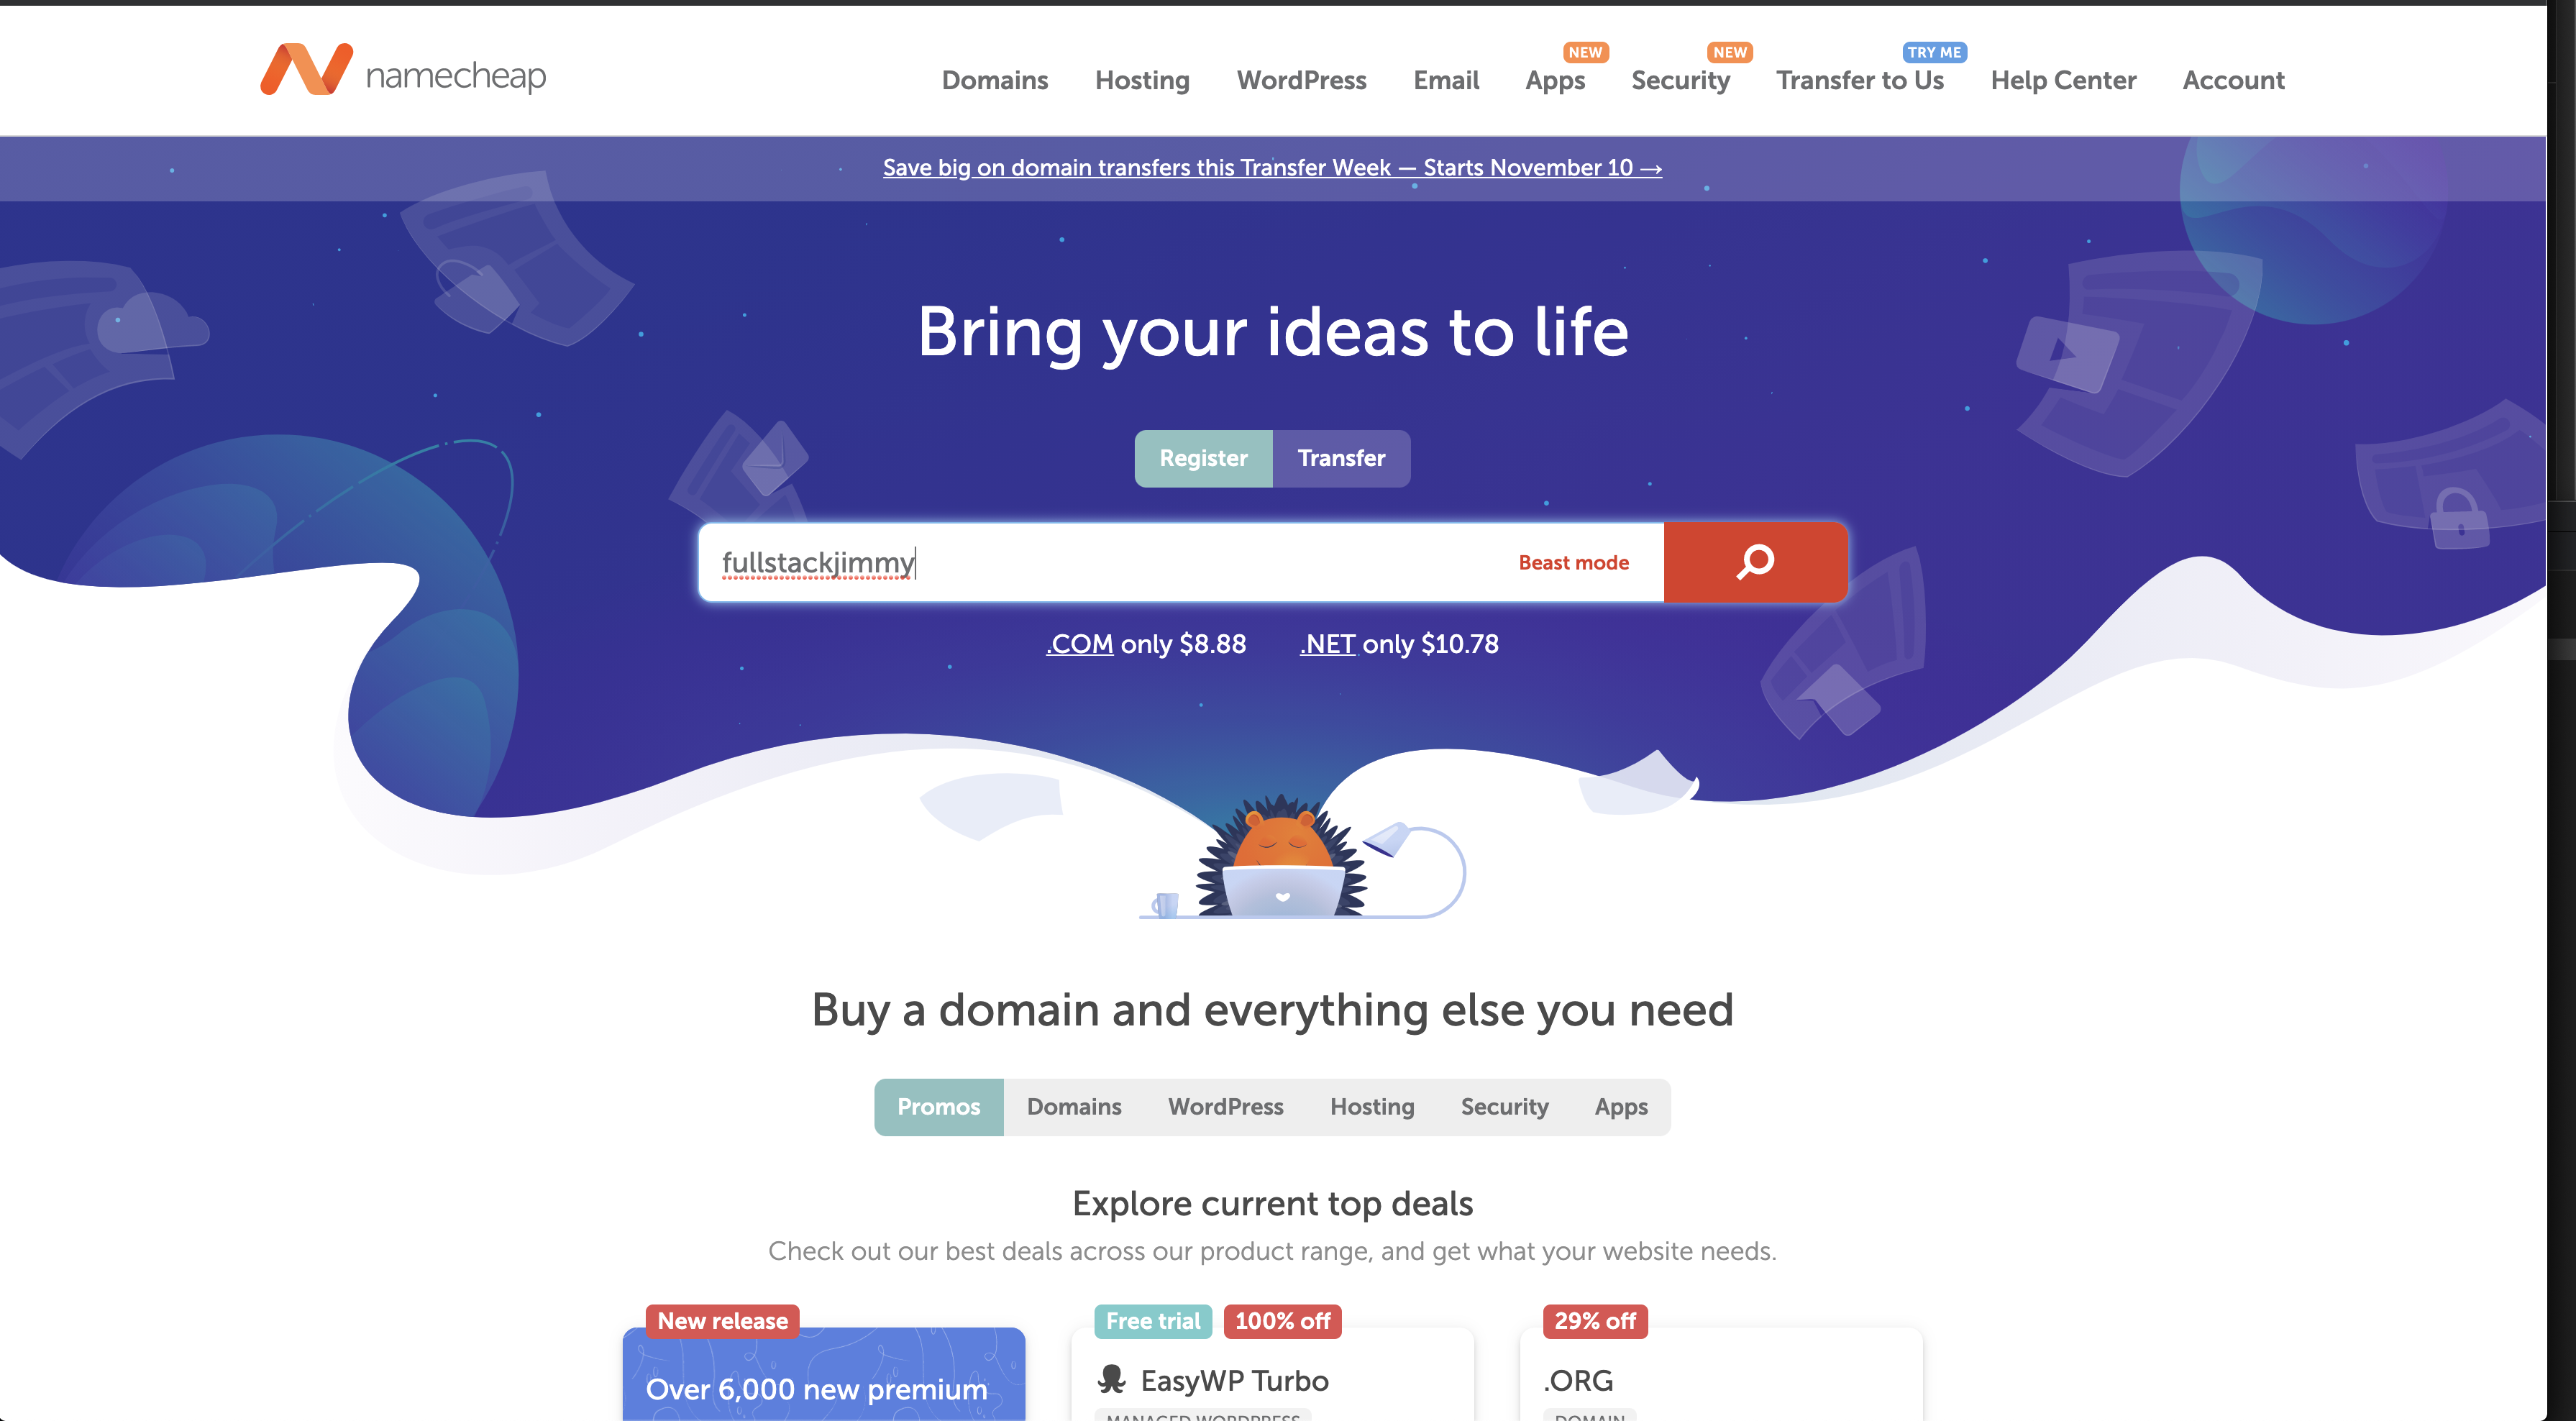 namecheap
Domains Hosting WordPress Email Apps NEW Security NEW Transfer to Us TRY ME Help Center Account
Save big on domain transfers this Transfer Week — Starts November 10 →
Bring your ideas to life
Register Transfer
fullstackjimmy Beast mode
.COM only $8.88 .NET only $10.78
Buy a domain and everything else you need
Promos Domains WordPress Hosting Security Apps
Explore current top deals
Check out our best deals across our product range, and get what your website needs.
New release Free trial 100% off 29% off
Over 6,000 new premium EasyWP Turbo .ORG
MANAGED WORDPRESS DOMAIN